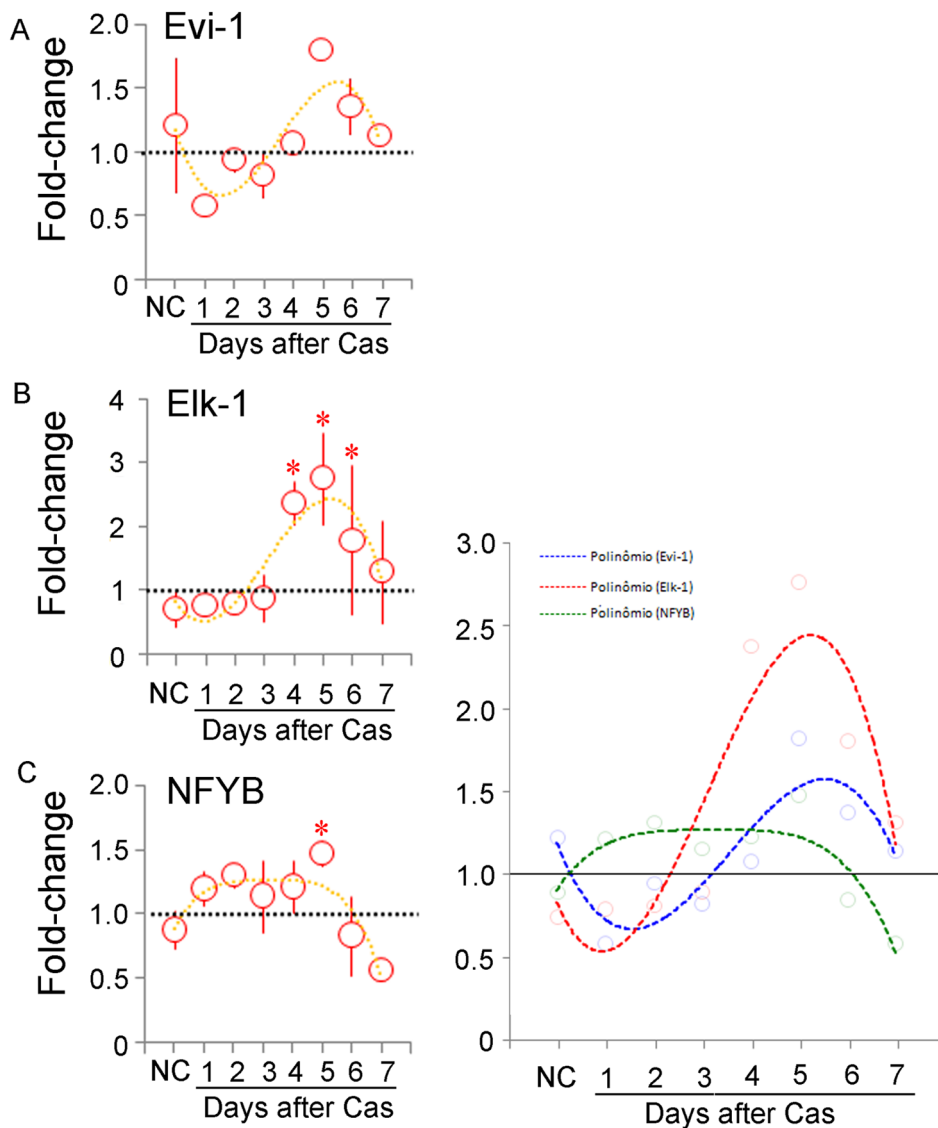 A
Evi-1
2.0
1.5
1.0
0.5
0
Fold-change
NC 1 2 3 4 5 6 7
Days after Cas
B
Elk-1
4
3
2
1
0
Fold-change
* * *
NC 1 2 3 4 5 6 7
Days after Cas
C
NFYB
2.0
1.5
1.0
0.5
0
Fold-change
*
NC 1 2 3 4 5 6 7
Days after Cas
3.0
2.5
2.0
1.5
1.0
0.5
0
Polinômio (Evi-1)
Polinômio (Elk-1)
Polinômio (NFYB)
NC 1 2 3 4 5 6 7
Days after Cas